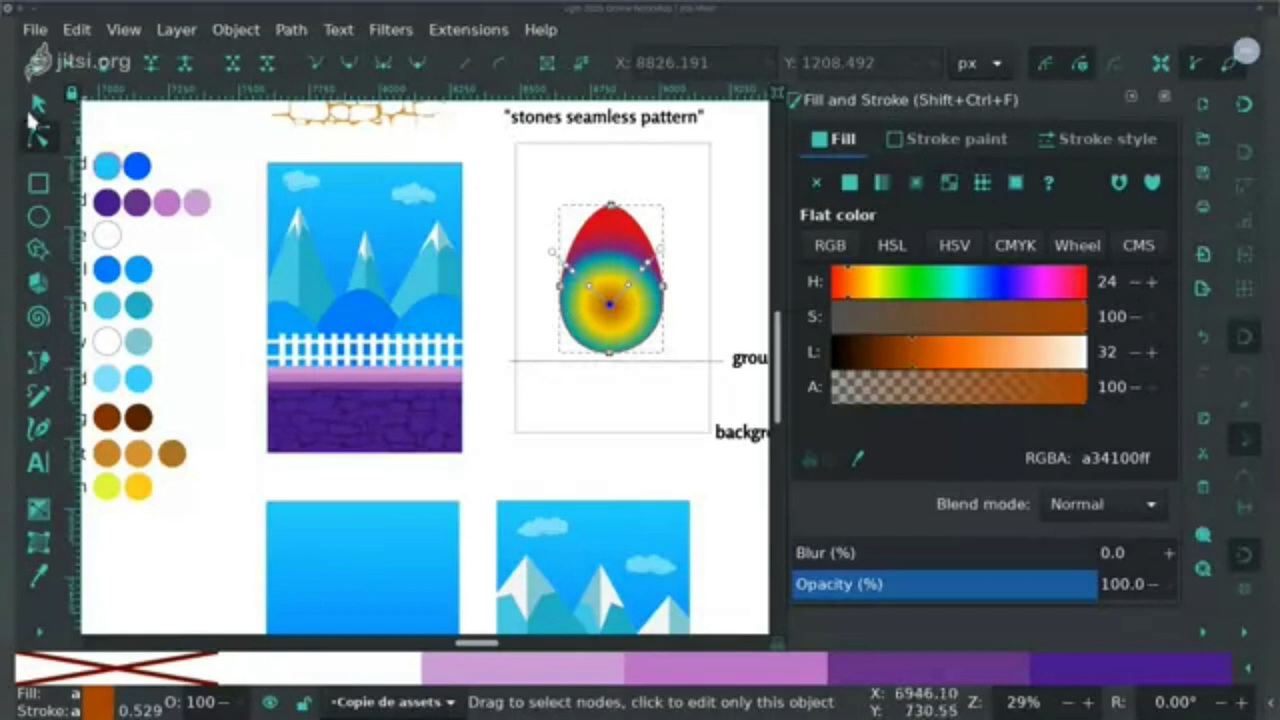 File Edit View Layer Object Path Text Filters Extensions Help
jitsi.org
X: 8826.191 Y: 1208.492 px
Fill and Stroke (Shift+Ctrl+F)
"stones seamless pattern"
Fill Stroke paint Stroke style
?
Flat color
RGB HSL HSV CMYK Wheel CMS
H: 24 − +
S: 100 −
L: 32 − +
A: 100 −
grou
backgro
RGBA: a34100ff
Blend mode: Normal
Blur (%) 0.0 +
Opacity (%) 100.0 −
Fill: a
Stroke: a 0.529
O: 100 −
•Copie de assets
Drag to select nodes, click to edit only this object
X: 6946.10
Y: 730.55
Z: 29% − +
R: 0.00° − +